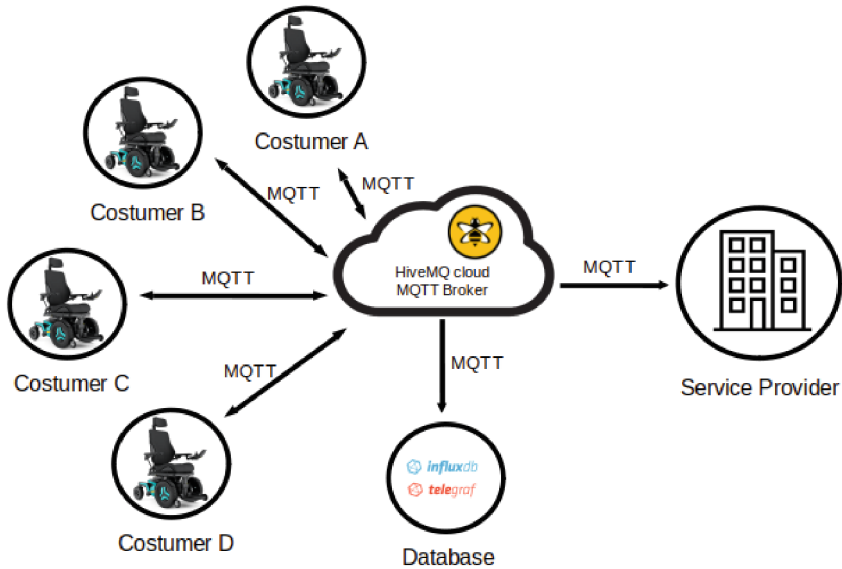 Costumer A
MQTT
Costumer B
MQTT
HiveMQ cloud
MQTT Broker
MQTT
MQTT
Costumer C
Service Provider
MQTT
MQTT
influxdb
telegraf
Costumer D
Database